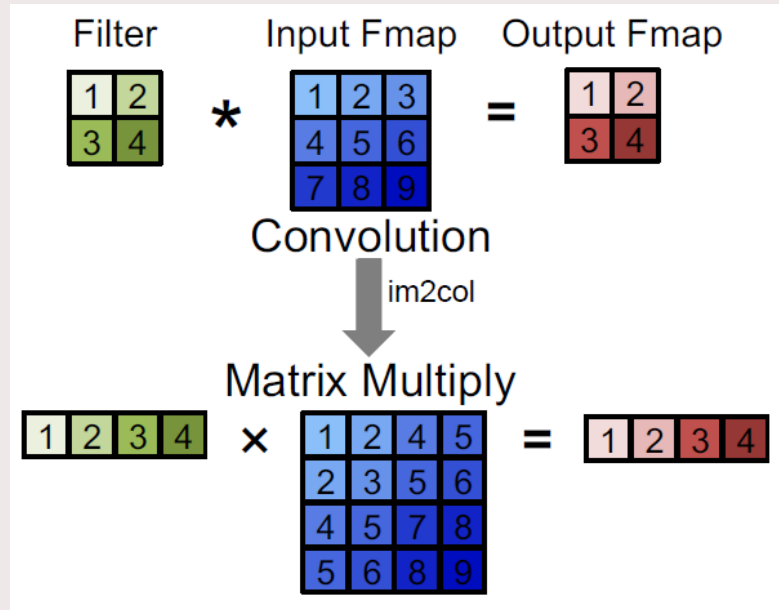 Filter Input Fmap Output Fmap
1 2 * 1 2 3 = 1 2
3 4 4 5 6 3 4
7 8 9
Convolution
im2col
Matrix Multiply
1 2 3 4 × 1 2 4 5 = 1 2 3 4
2 3 5 6
4 5 7 8
5 6 8 9